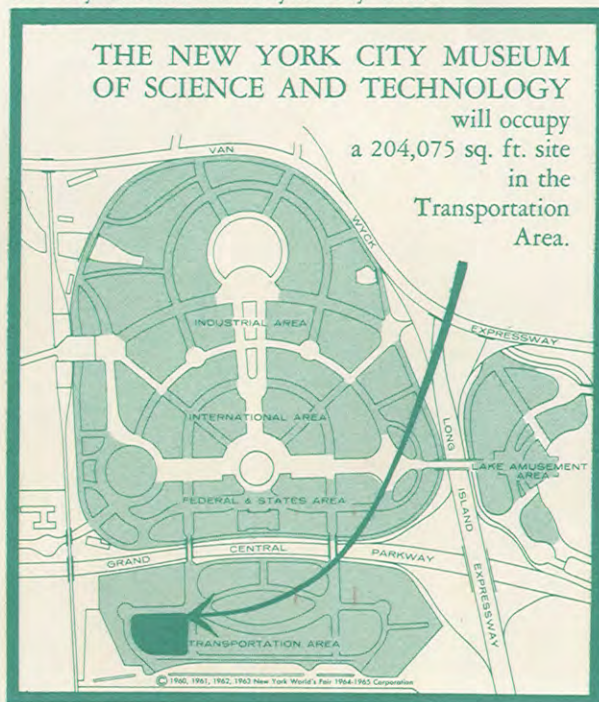 THE NEW YORK CITY MUSEUM
OF SCIENCE AND TECHNOLOGY
will occupy
a 204,075 sq. ft. site
in the
Transportation
Area.
VAN
WYCK
EXPRESSWAY
INDUSTRIAL AREA
INTERNATIONAL AREA
LONG
ISLAND
EXPRESSWAY
LAKE AMUSEMENT
AREA
FEDERAL & STATES AREA
GRAND
CENTRAL
PARKWAY
TRANSPORTATION AREA
© 1960, 1961, 1962, 1963 New York World's Fair 1964-1965 Corporation